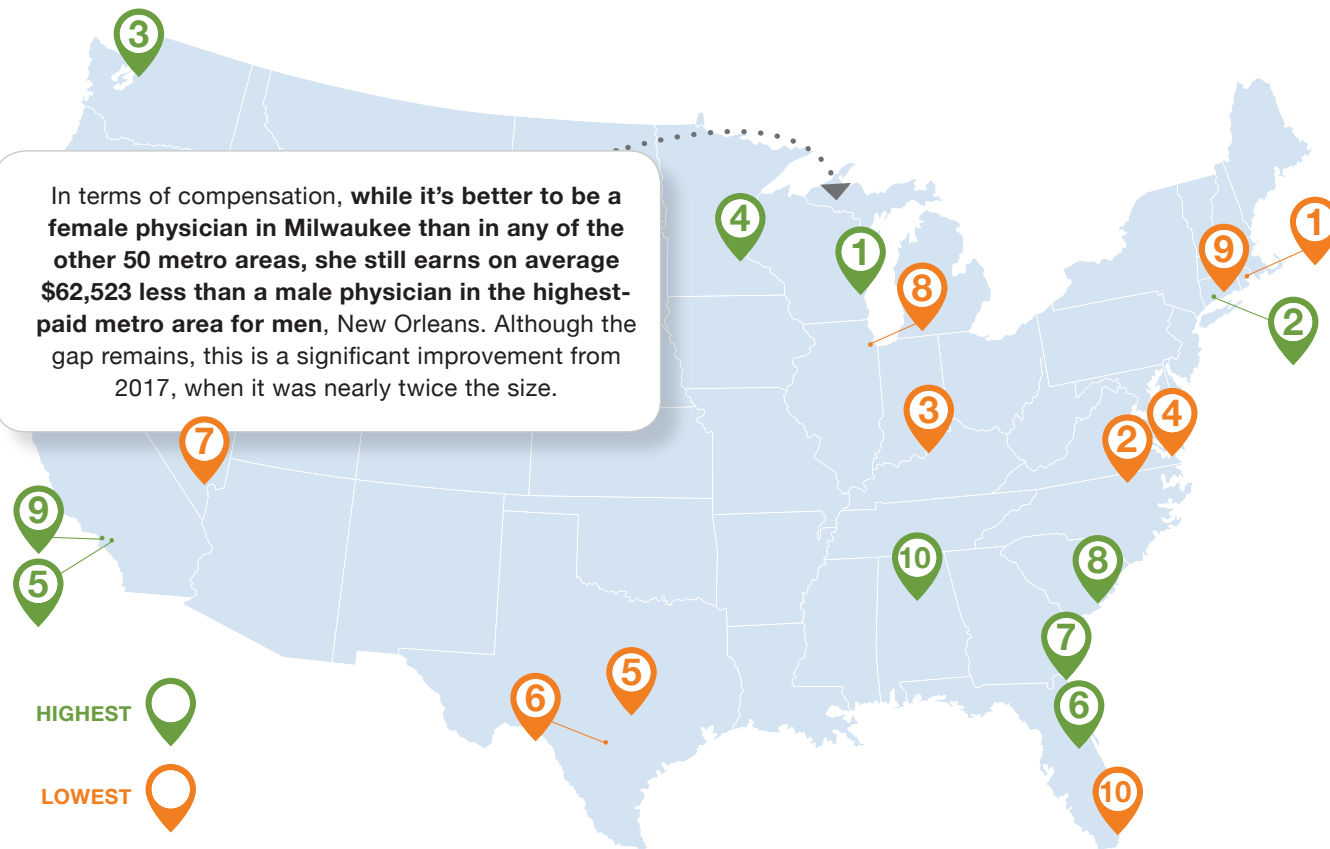 3
In terms of compensation, while it's better to be a
female physician in Milwaukee than in any of the
other 50 metro areas, she still earns on average
$62,523 less than a male physician in the highest-
paid metro area for men, New Orleans. Although the
gap remains, this is a significant improvement from
2017, when it was nearly twice the size.
4
1
8
9
1
2
3
4
2
7
9
5
10
8
7
6
5
6
10
HIGHEST
LOWEST